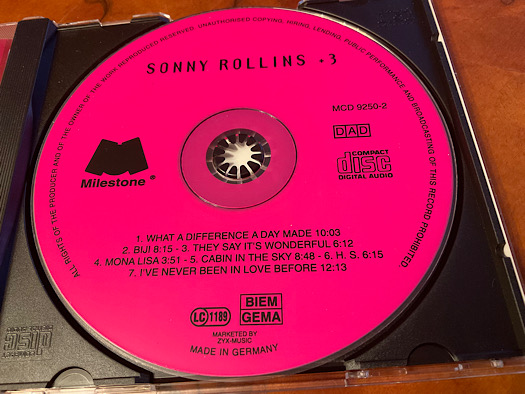 ALL RIGHTS OF THE PRODUCER AND OF THE OWNER OF THE WORK REPRODUCED RESERVED, UNAUTHORISED COPYING, HIRING, LENDING, PUBLIC PERFORMANCE AND BROADCASTING OF THIS RECORD PROHIBITED
SONNY ROLLINS +3
MCD 9250-2
DAD
Milestone ®
COMPACT
disc
DIGITAL AUDIO
1. WHAT A DIFFERENCE A DAY MADE 10:03
2. BIJI 8:15 - 3. THEY SAY IT'S WONDERFUL 6:12
4. MONA LISA 3:51 - 5. CABIN IN THE SKY 8:48 - 6. H. S. 6:15
7. I'VE NEVER BEEN IN LOVE BEFORE 12:13
LC 1189
BIEM
GEMA
MARKETED BY
ZYX-MUSIC
MADE IN GERMANY
disc